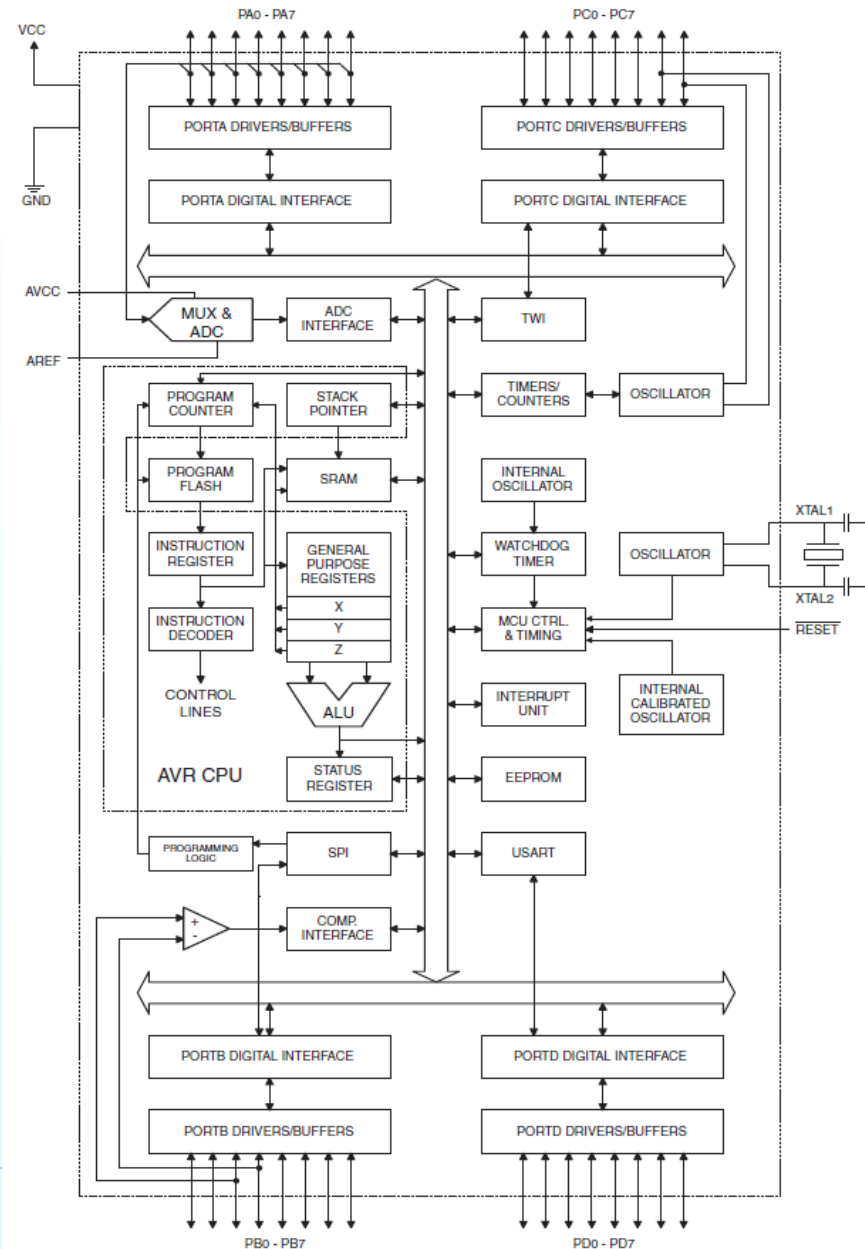 PA0 - PA7
PC0 - PC7
VCC
PORTA DRIVERS/BUFFERS
PORTC DRIVERS/BUFFERS
GND
PORTA DIGITAL INTERFACE
PORTC DIGITAL INTERFACE
AVCC
MUX &
ADC
ADC
INTERFACE
TWI
AREF
PROGRAM
COUNTER
STACK
POINTER
TIMERS/
COUNTERS
OSCILLATOR
PROGRAM
FLASH
SRAM
INTERNAL
OSCILLATOR
XTAL1
INSTRUCTION
REGISTER
GENERAL
PURPOSE
REGISTERS
WATCHDOG
TIMER
OSCILLATOR
XTAL2
X
INSTRUCTION
DECODER
Y
Z
MCU CTRL.
& TIMING
RESET
CONTROL
LINES
ALU
INTERRUPT
UNIT
INTERNAL
CALIBRATED
OSCILLATOR
AVR CPU
STATUS
REGISTER
EEPROM
PROGRAMMING
LOGIC
SPI
USART
+
-
COMP.
INTERFACE
PORTB DIGITAL INTERFACE
PORTD DIGITAL INTERFACE
PORTB DRIVERS/BUFFERS
PORTD DRIVERS/BUFFERS
PB0 - PB7
PD0 - PD7